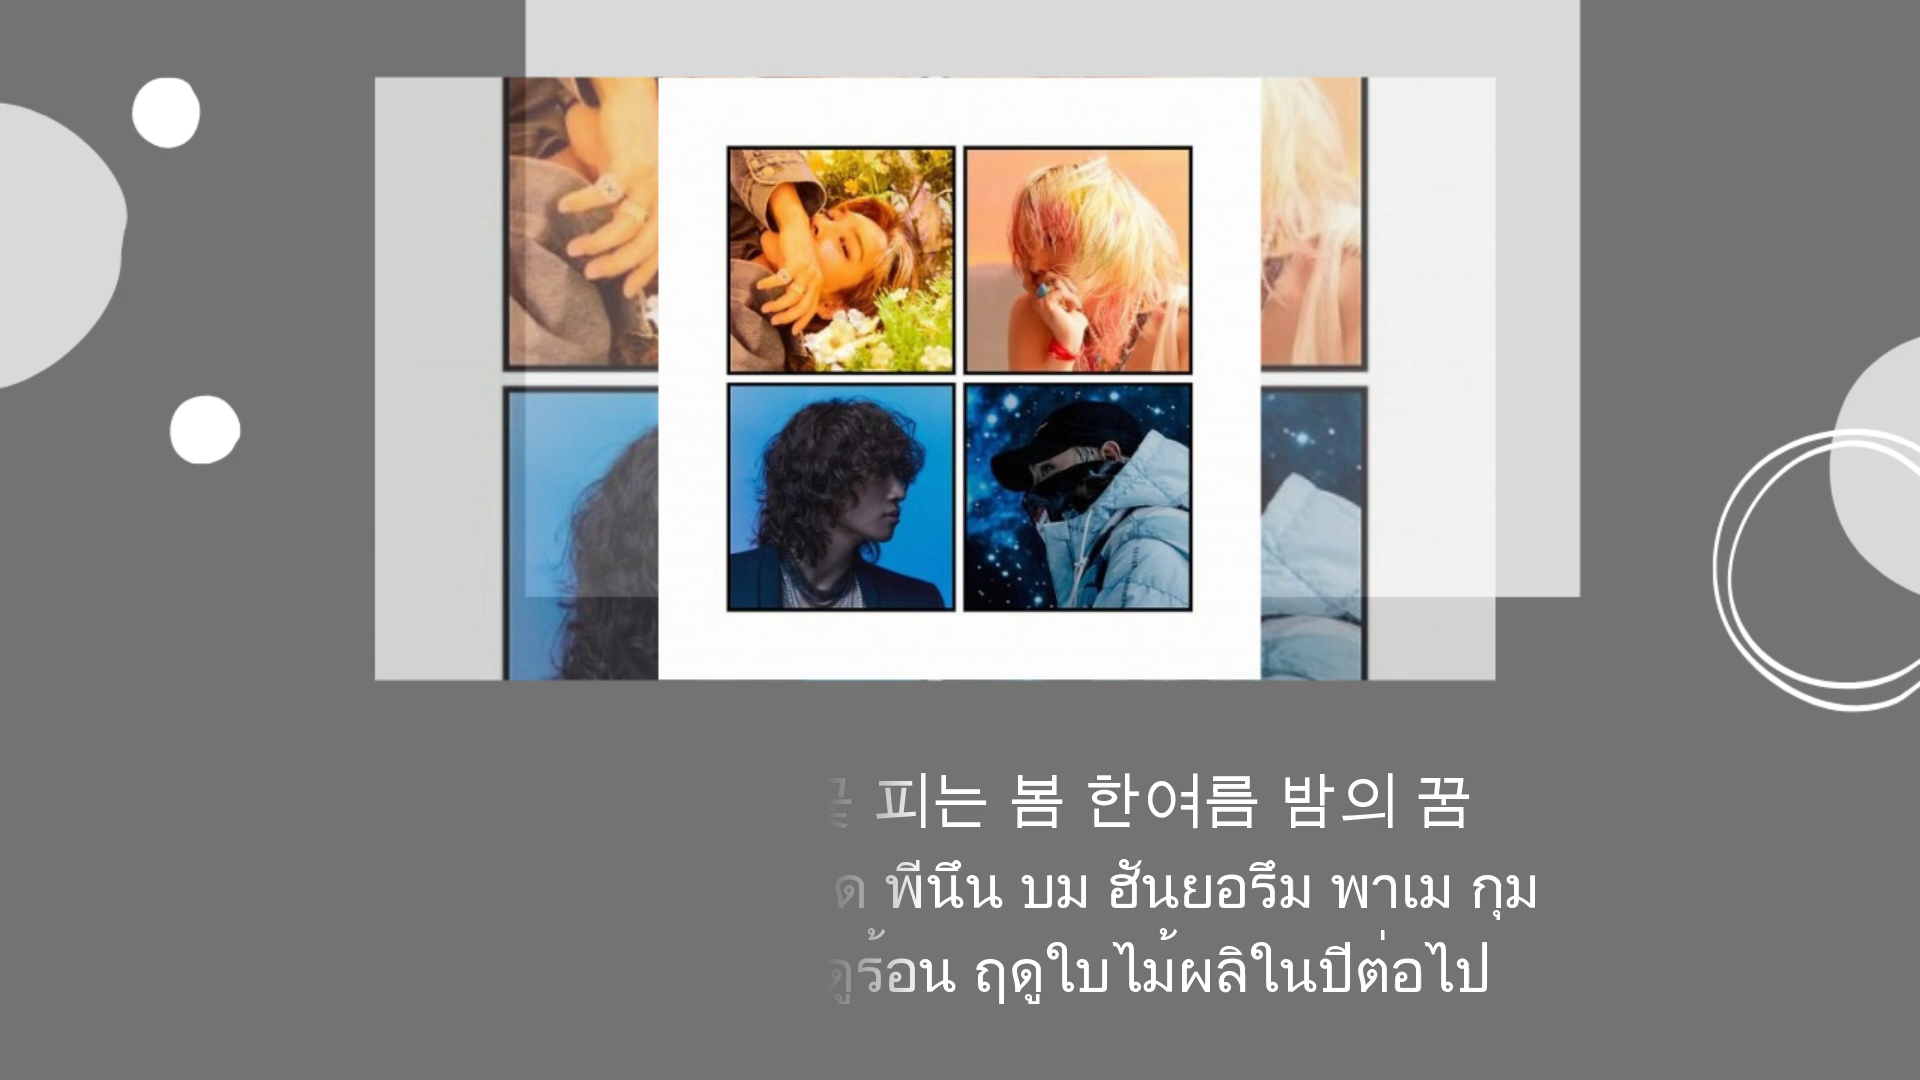 피는 봄 한여름 밤의 꿈
พีนึน บม ฮันยอรึม พาเม กุม
ฤดูใบไม้ผลิในปีต่อไป